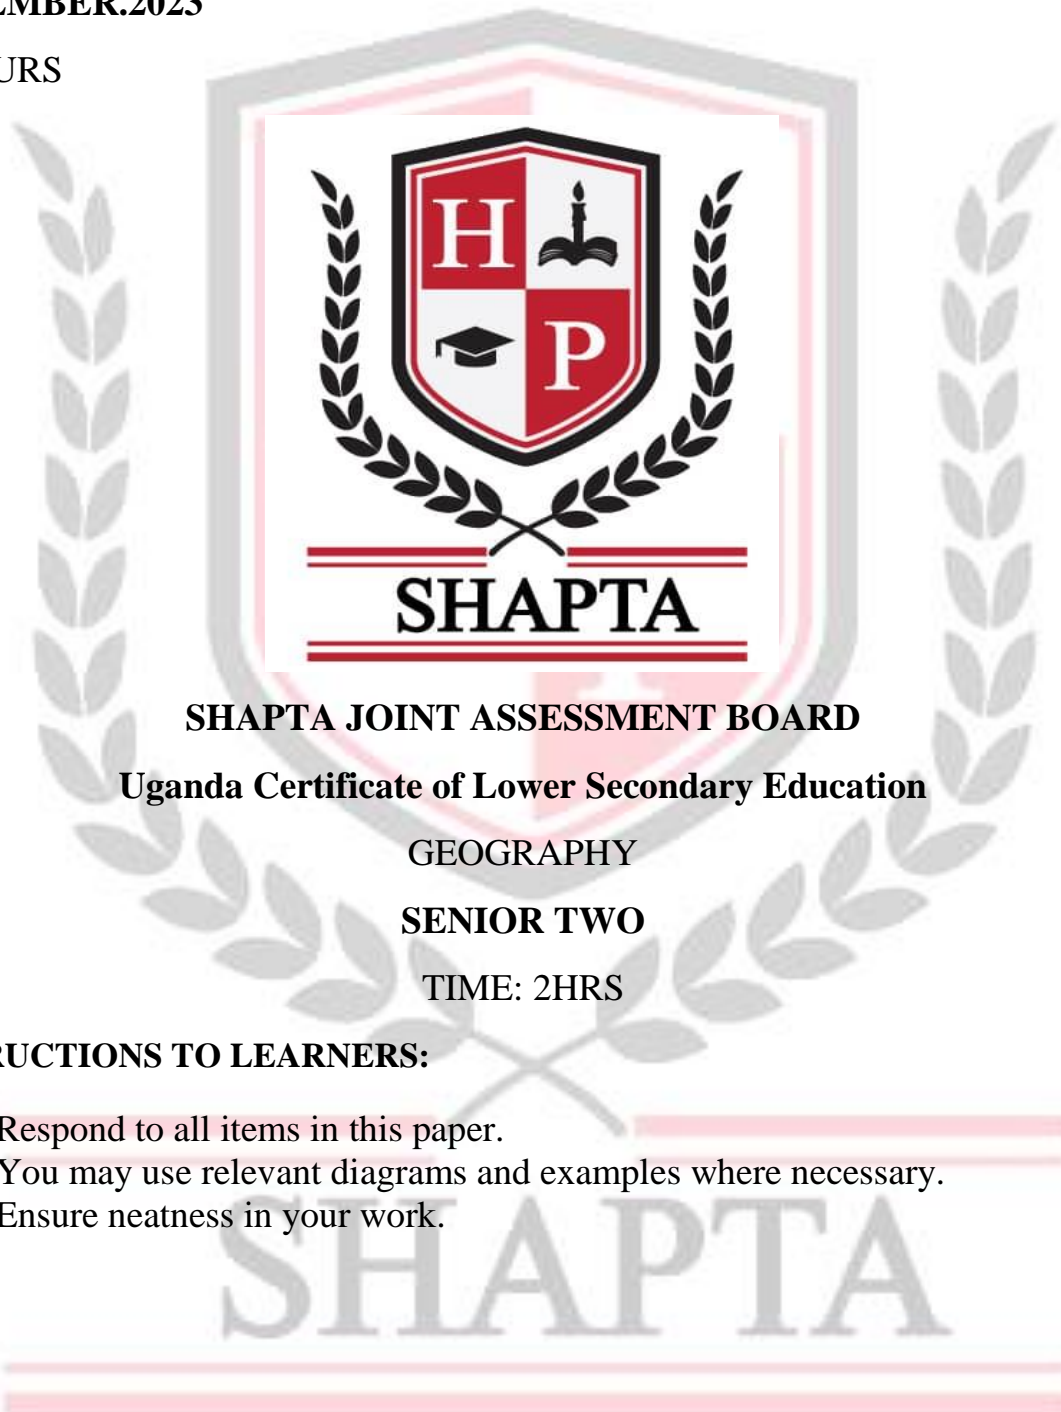 EMBER.2023
URS
H
P
SHAPTA
SHAPTA JOINT ASSESSMENT BOARD
Uganda Certificate of Lower Secondary Education
GEOGRAPHY
SENIOR TWO
TIME: 2HRS
RUCTIONS TO LEARNERS:
Respond to all items in this paper.
You may use relevant diagrams and examples where necessary.
Ensure neatness in your work.
SHAPTA